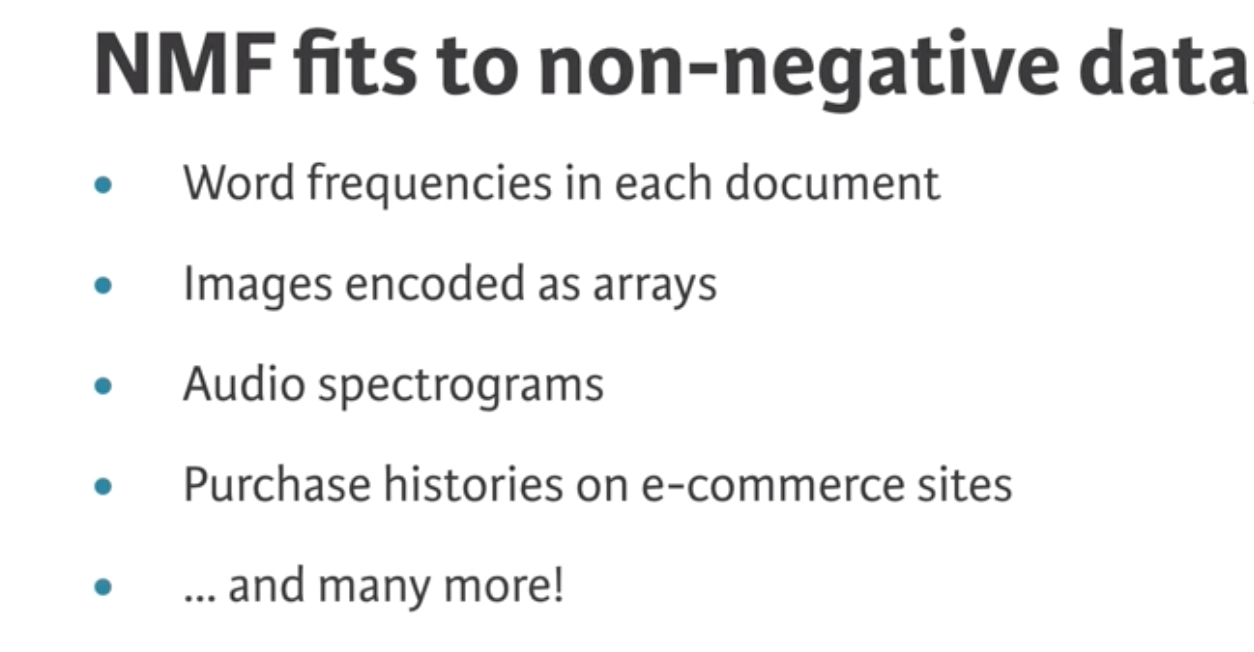 NMF fits to non-negative data,
• Word frequencies in each document
• Images encoded as arrays
• Audio spectrograms
• Purchase histories on e-commerce sites
• ... and many more!